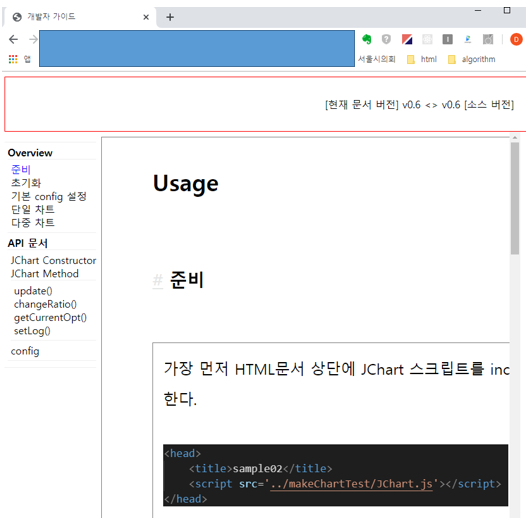 개발자 가이드
앱
서울시의회
html
algorithm
[현재 문서 버전] v0.6 <> v0.6 [소스 버전]
Overview
준비
초기화
기본 config 설정
단일 차트
다중 차트
API 문서
JChart Constructor
JChart Method
update()
changeRatio()
getCurrentOpt()
setLog()
config
Usage
# 준비
가장 먼저 HTML문서 상단에 JChart 스크립트를 inc
한다.
<head>
<title>sample02</title>
<script src='../makeChartTest/JChart.js'></script>
</head>